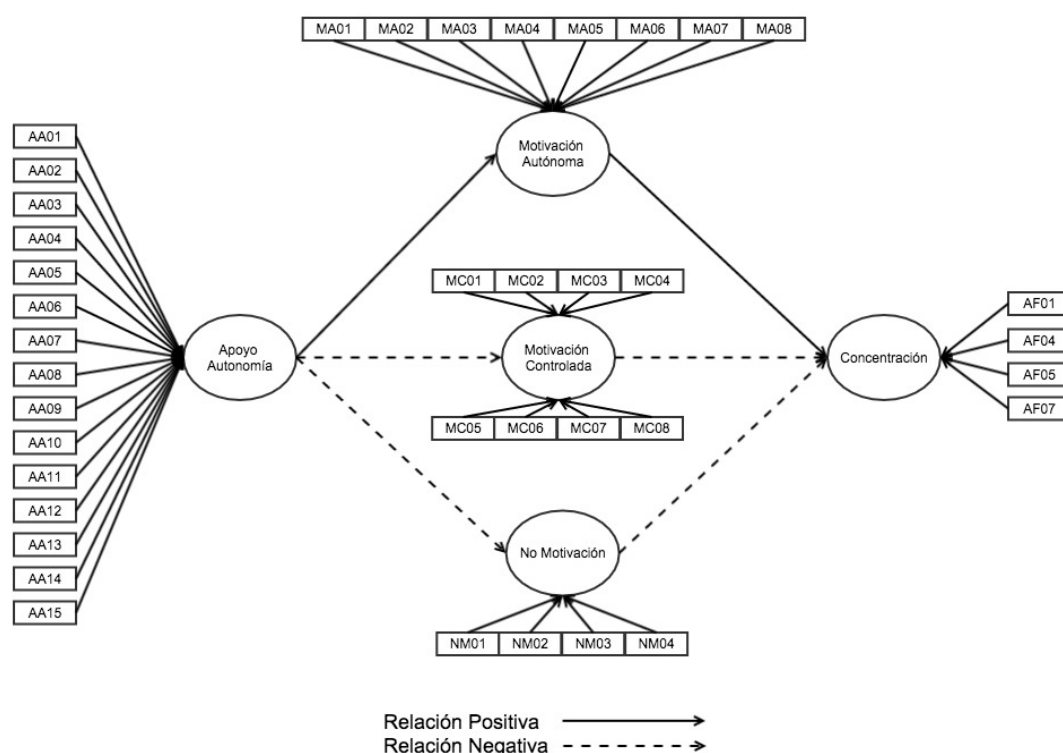 MA01 MA02 MA03 MA04 MA05 MA06 MA07 MA08
Motivación
Autónoma
AA01
AA02
AA03
AA04
AA05
AA06
AA07
AA08
AA09
AA10
AA11
AA12
AA13
AA14
AA15
Apoyo
Autonomía
MC01 MC02 MC03 MC04
Motivación
Controlada
MC05 MC06 MC07 MC08
Concentración
AF01
AF04
AF05
AF07
No Motivación
NM01 NM02 NM03 NM04
Relación Positiva
Relación Negativa